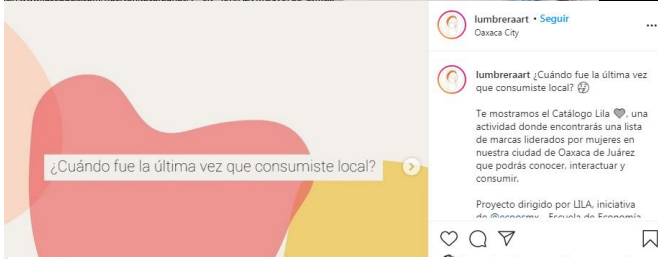 ¿Cuándo fue la última vez que consumiste local?
lumbreraart • Seguir
Oaxaca City
lumbreraart ¿Cuándo fue la última vez
que consumiste local?
Te mostramos el Catálogo Lila 🩶, una
actividad donde encontrarás una lista
de marcas liderados por mujeres en
nuestra ciudad de Oaxaca de Juárez
que podrás conocer, interactuar y
consumir.
Proyecto dirigido por LILA, iniciativa
Escuela de Economía